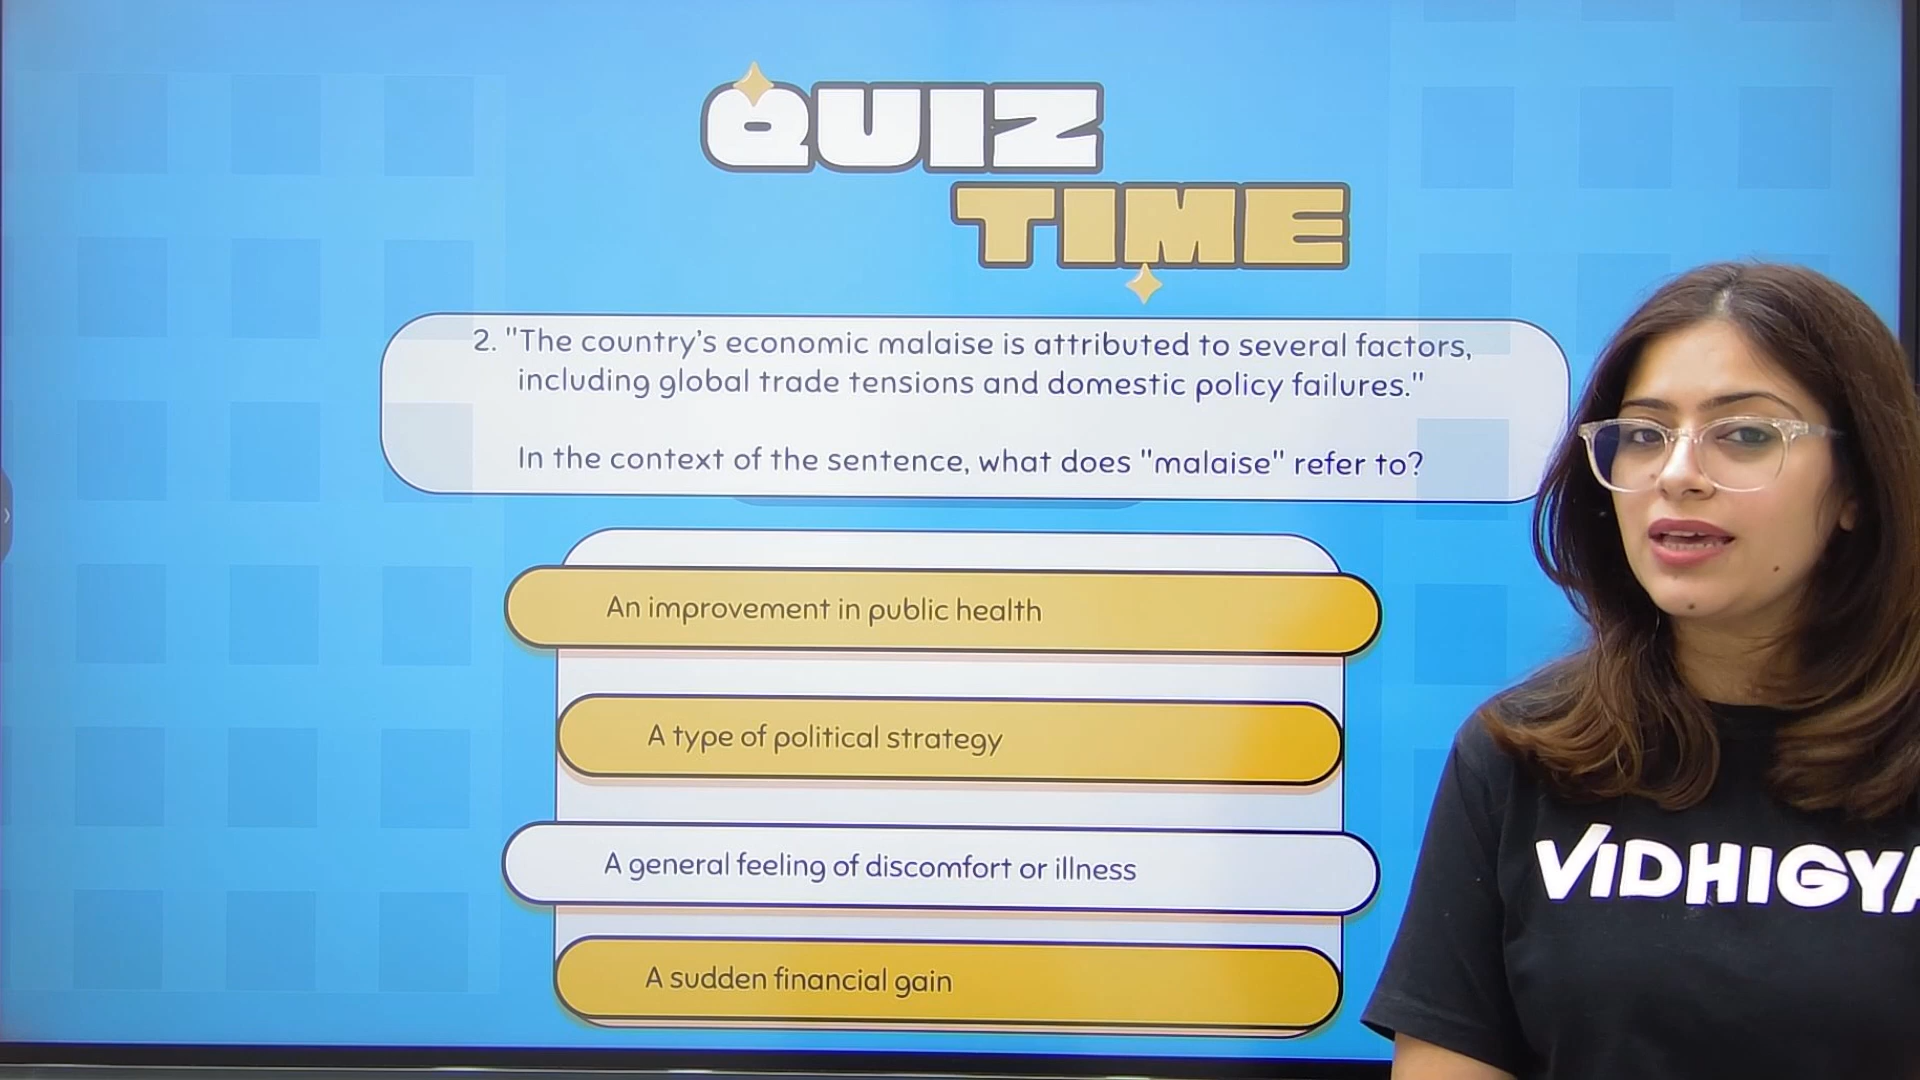 QUIZ
TIME
2. "The country's economic malaise is attributed to several factors,
including global trade tensions and domestic policy failures."
In the context of the sentence, what does "malaise" refer to?
An improvement in public health
A type of political strategy
A general feeling of discomfort or illness
A sudden financial gain
VIDHIGYA